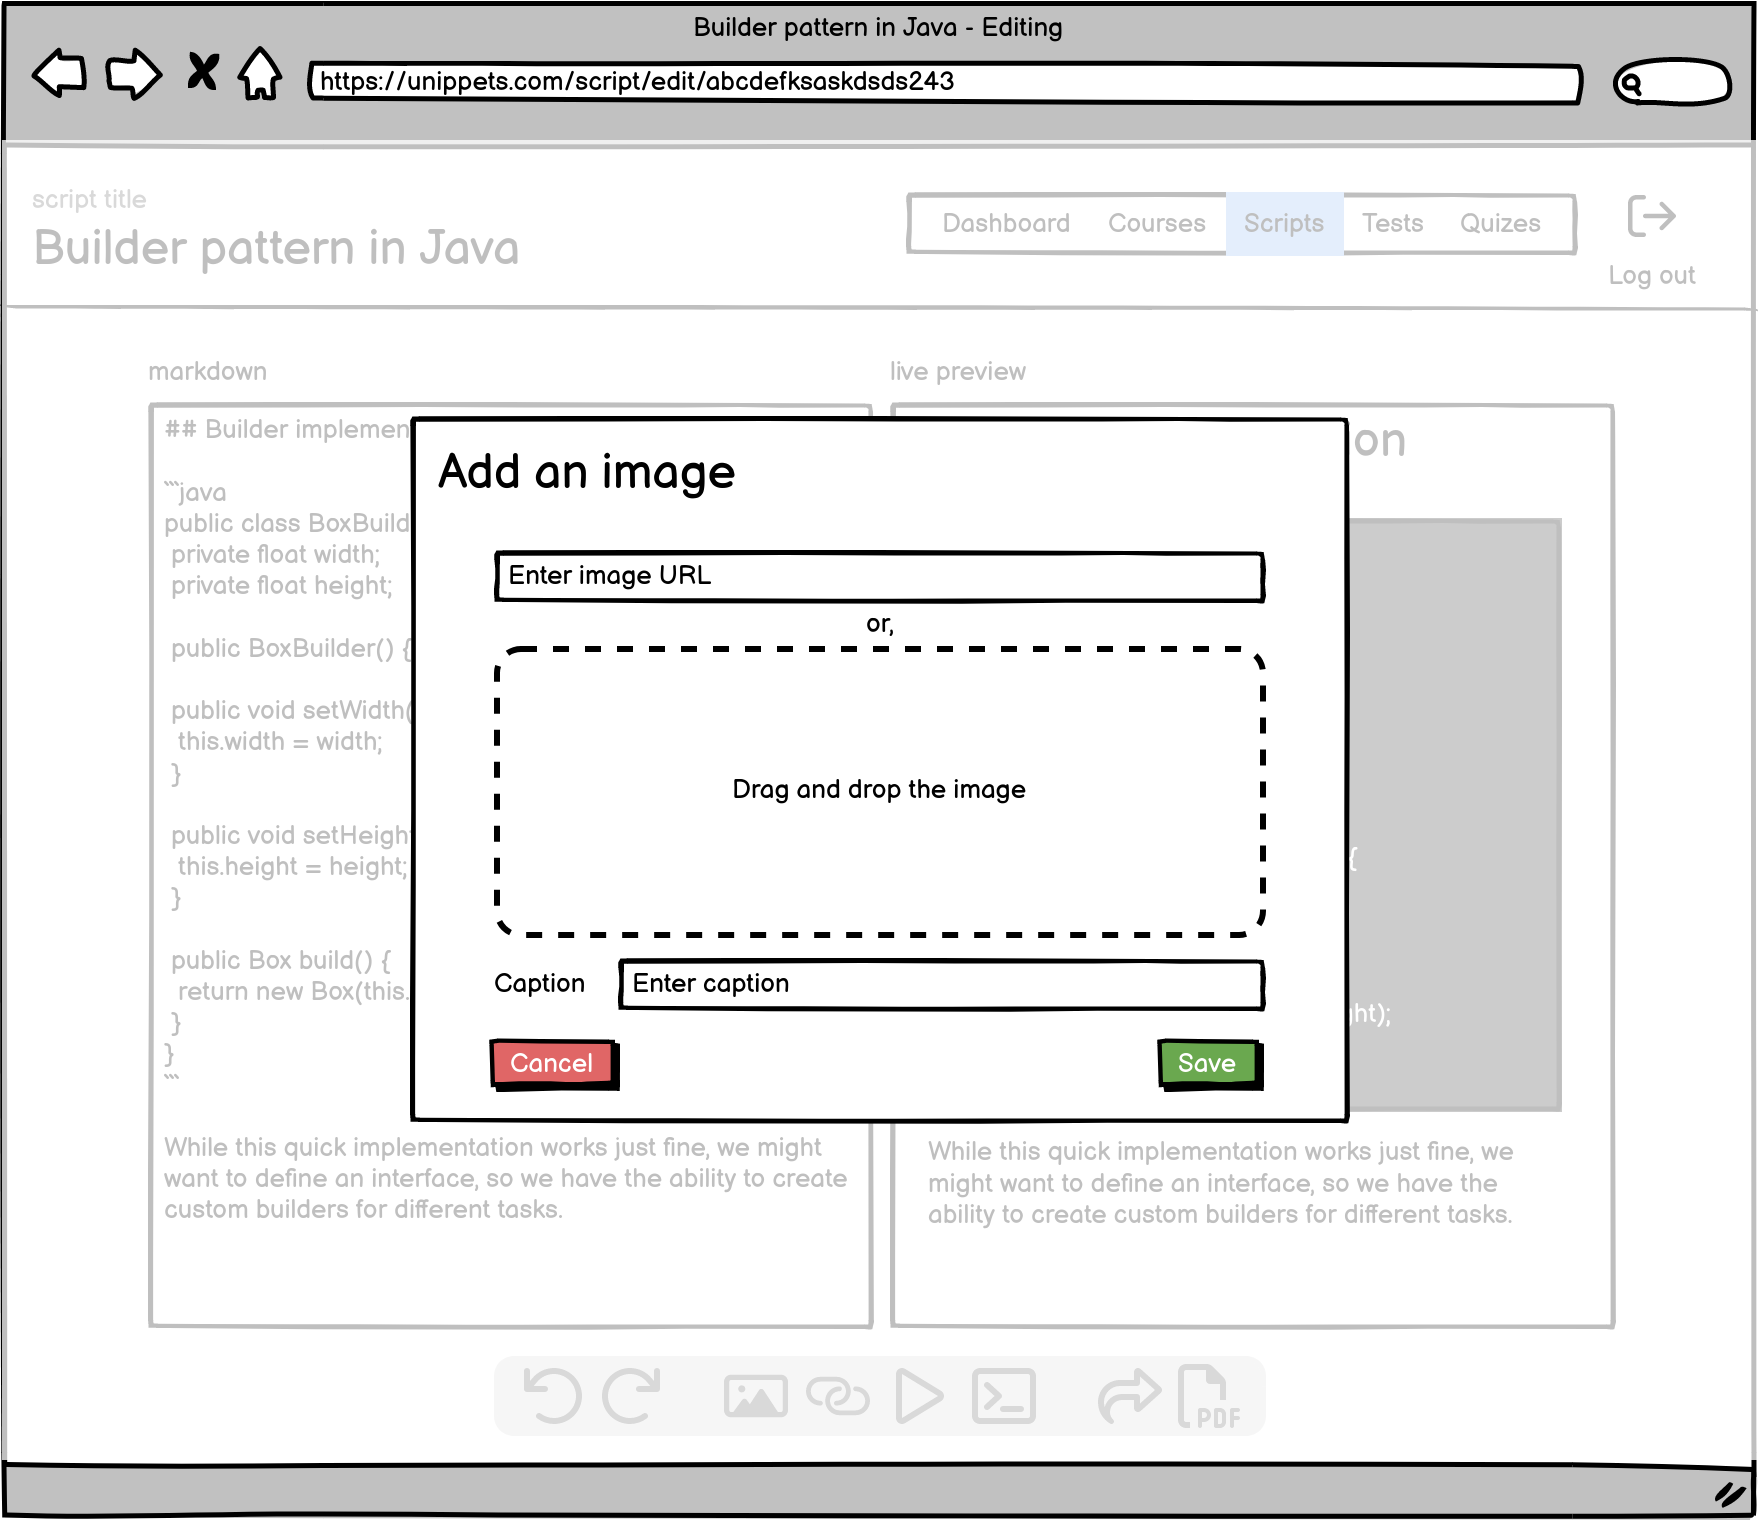 Builder pattern in Java - Editing
https://unippets.com/script/edit/abcdefksaskdsds243
script title
Builder pattern in Java
Dashboard Courses Scripts Tests Quizes
Log out
markdown
## Builder implemen
```java
public class BoxBuild
private float width;
private float height;
public BoxBuilder() {
public void setWidth(
this.width = width;
}
public void setHeight
this.height = height;
}
public Box build() {
return new Box(this.
}
}
```
While this quick implementation works just fine, we might
want to define an interface, so we have the ability to create
custom builders for different tasks.
live preview
on
{
ght);
While this quick implementation works just fine, we
might want to define an interface, so we have the
ability to create custom builders for different tasks.
Add an image
Enter image URL
or,
Drag and drop the image
Caption Enter caption
Cancel Save
PDF